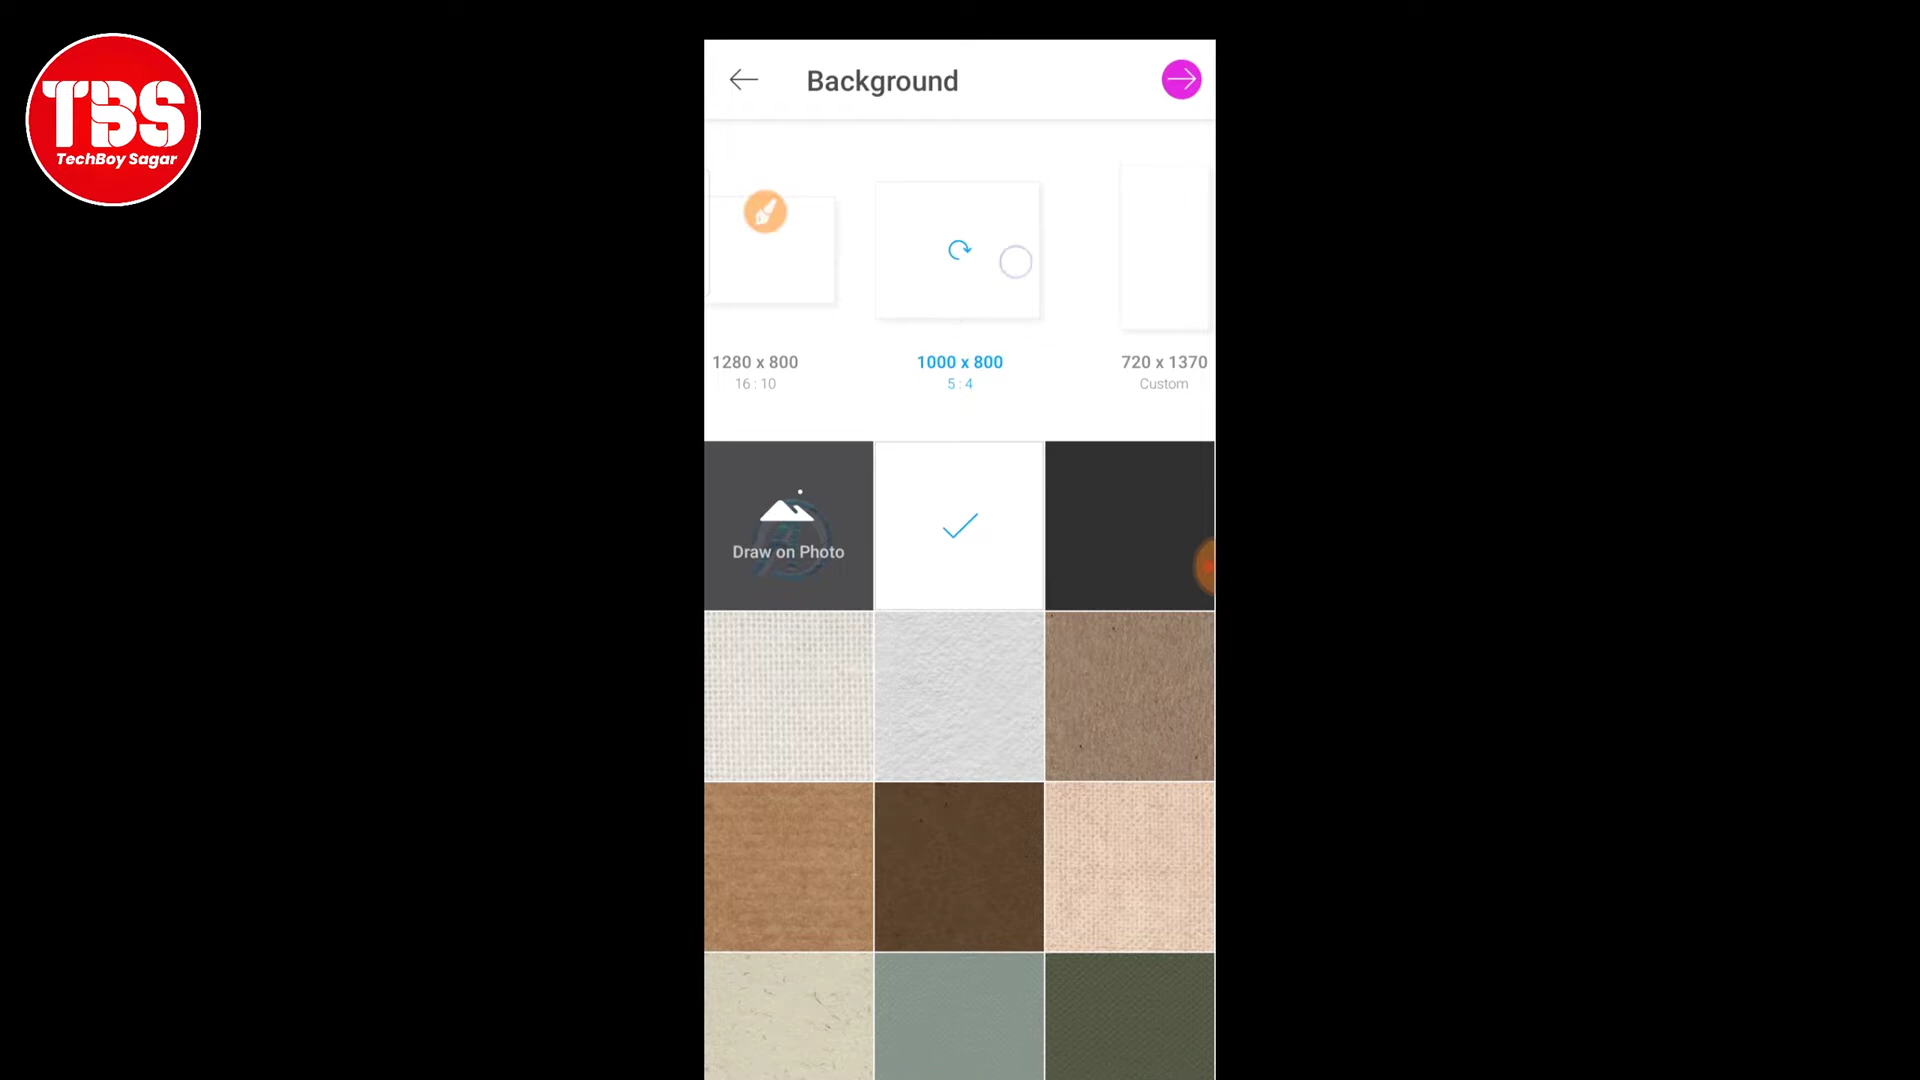 TBS
TechBoy Sagar
Background
1280 x 800
16 : 10
1000 x 800
5 : 4
720 x 1370
Custom
Draw on Photo